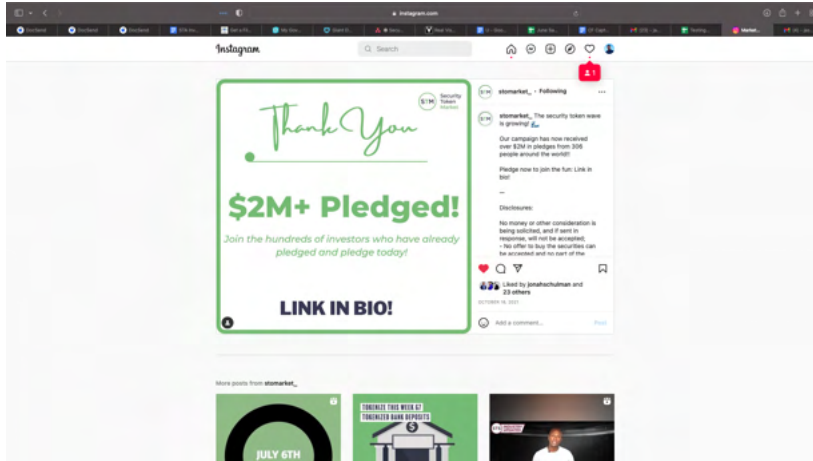 instagram.com
DocSend
DocSend
DocSend
Instagram
Search
1
Thank You
STM
Security
Token
Market
$2M+ Pledged!
Join the hundreds of investors who have already
pledged and pledge today!
LINK IN BIO!
stomarket_ • Following
stomarket_ The security token wave
is growing!
Our campaign has now received
over $2M in pledges from 306
people around the world!!
Pledge now to join the fun: Link in
bio!
—
Disclosures:
No money or other consideration is
being solicited, and if sent in
response, will not be accepted;
- No offer to buy the securities can
be accepted and no part of the
Liked by jonahschulman and
23 others
OCTOBER 18, 2021
Add a comment...
Post
More posts from stomarket_
JULY 6TH
TOKENIZE THIS WEEK 67
TOKENIZED BANK DEPOSITS